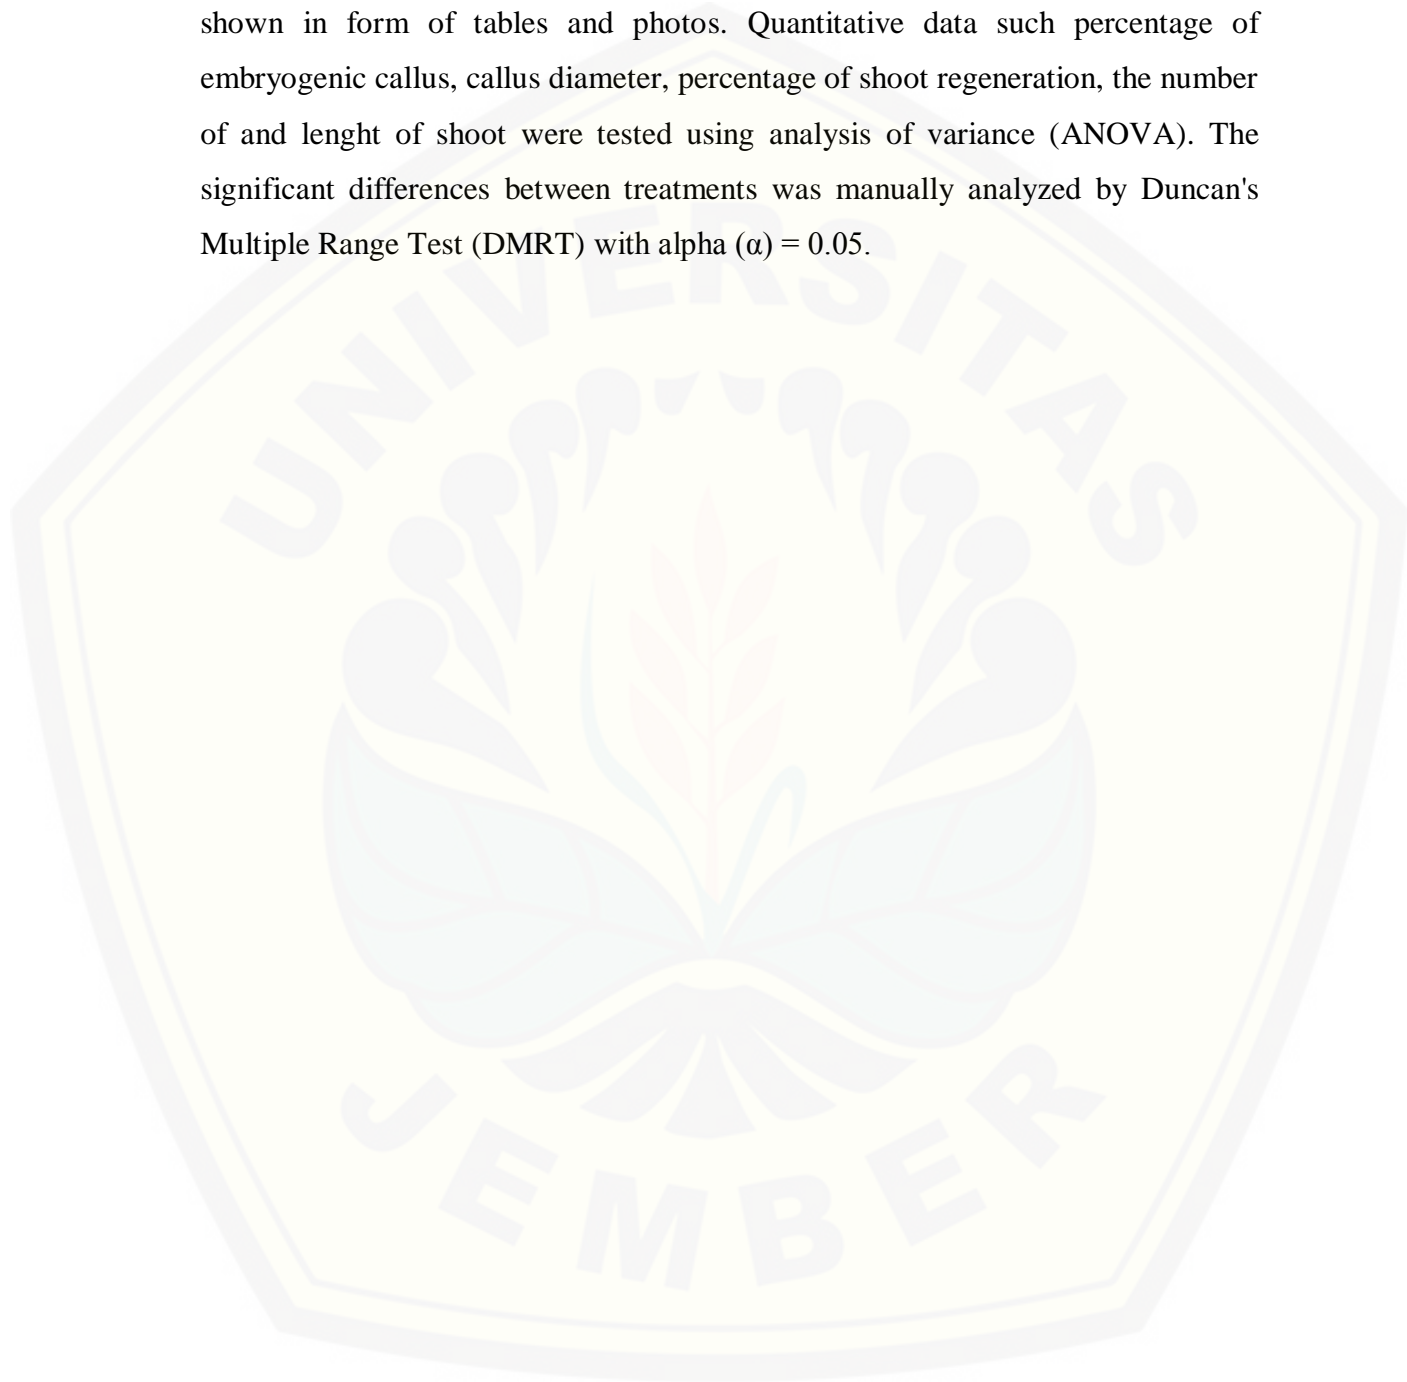 shown in form of tables and photos. Quantitative data such percentage of
embryogenic callus, callus diameter, percentage of shoot regeneration, the number
of and lenght of shoot were tested using analysis of variance (ANOVA). The
significant differences between treatments was manually analyzed by Duncan's
Multiple Range Test (DMRT) with alpha (α) = 0.05.
UNIVERSITAS
JEMBER